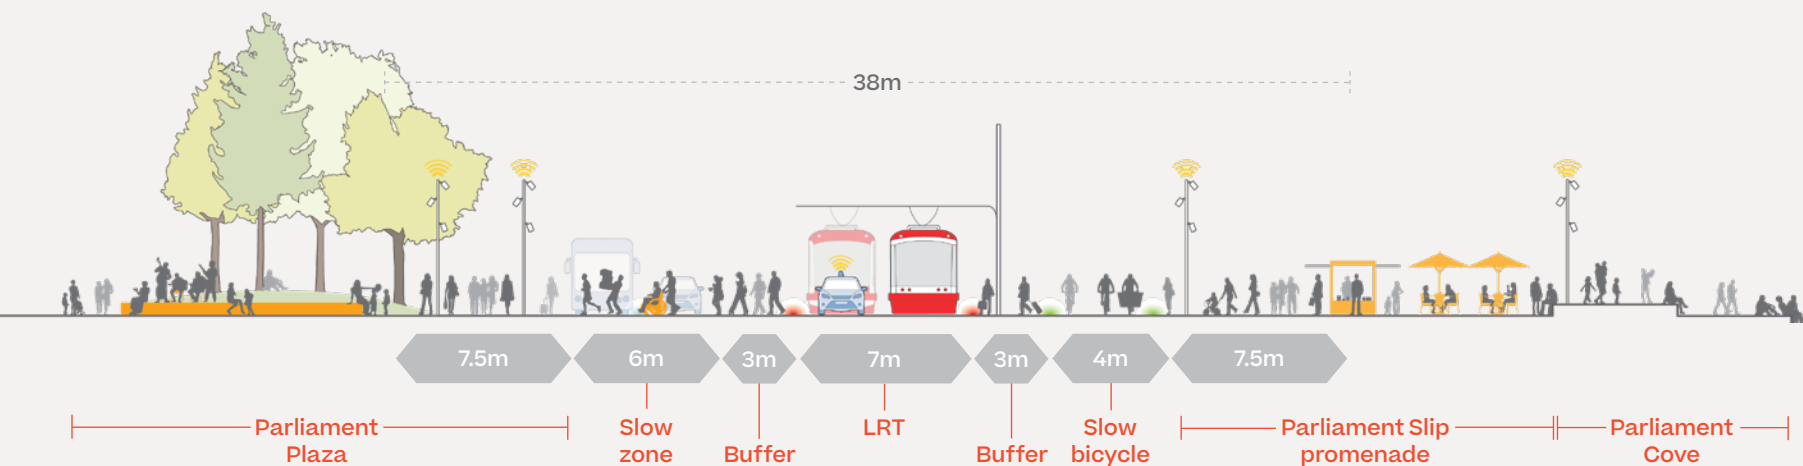 38m
7.5m
6m
3m
7m
3m
4m
7.5m
Parliament
Plaza
Slow
zone
Buffer
LRT
Buffer
Slow
bicycle
Parliament Slip
promenade
Parliament
Cove